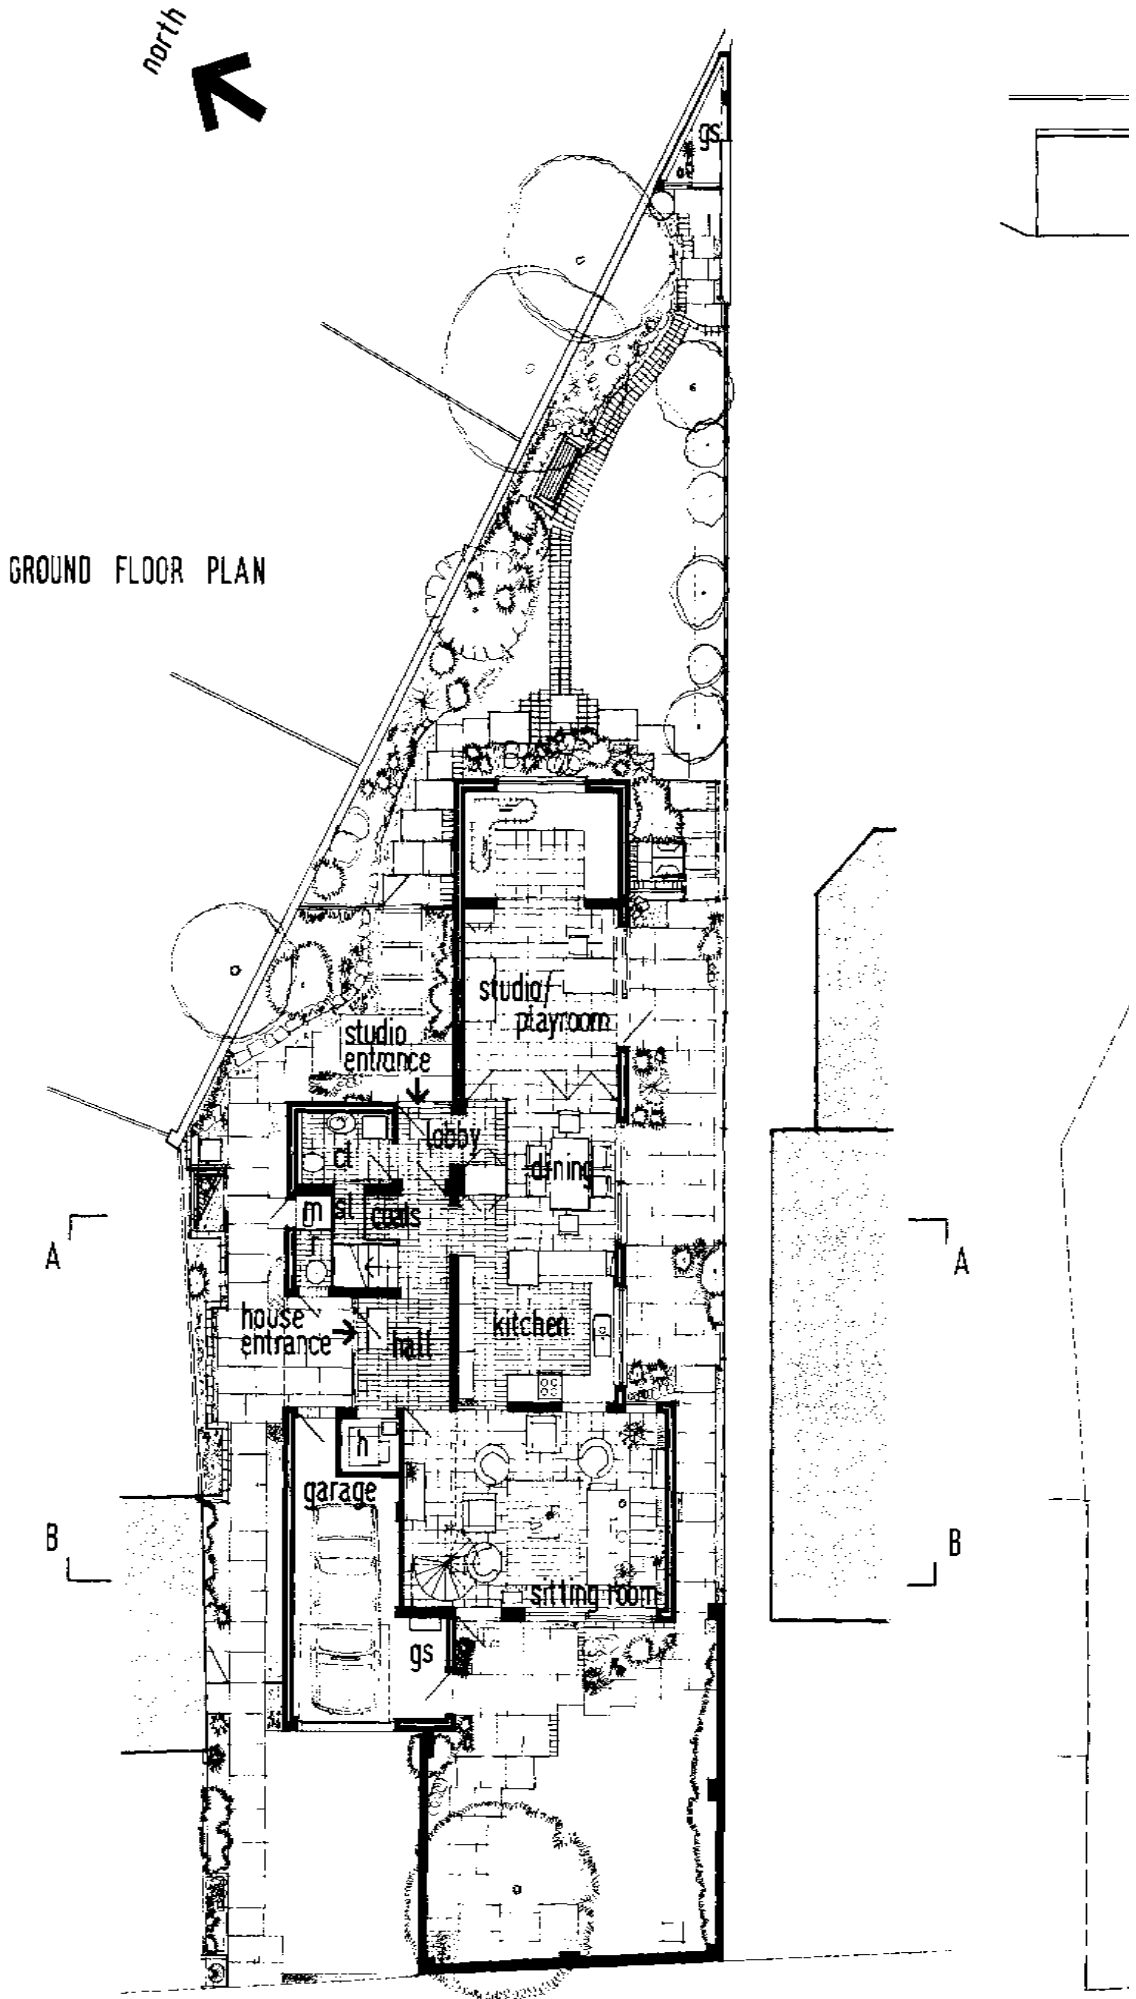 north
gs
GROUND FLOOR PLAN
studio/
playroom
studio
entrance
lobby
cl
dining
m
st
coats
A
A
house
entrance
hall
kitchen
h
garage
B
B
sitting room
gs